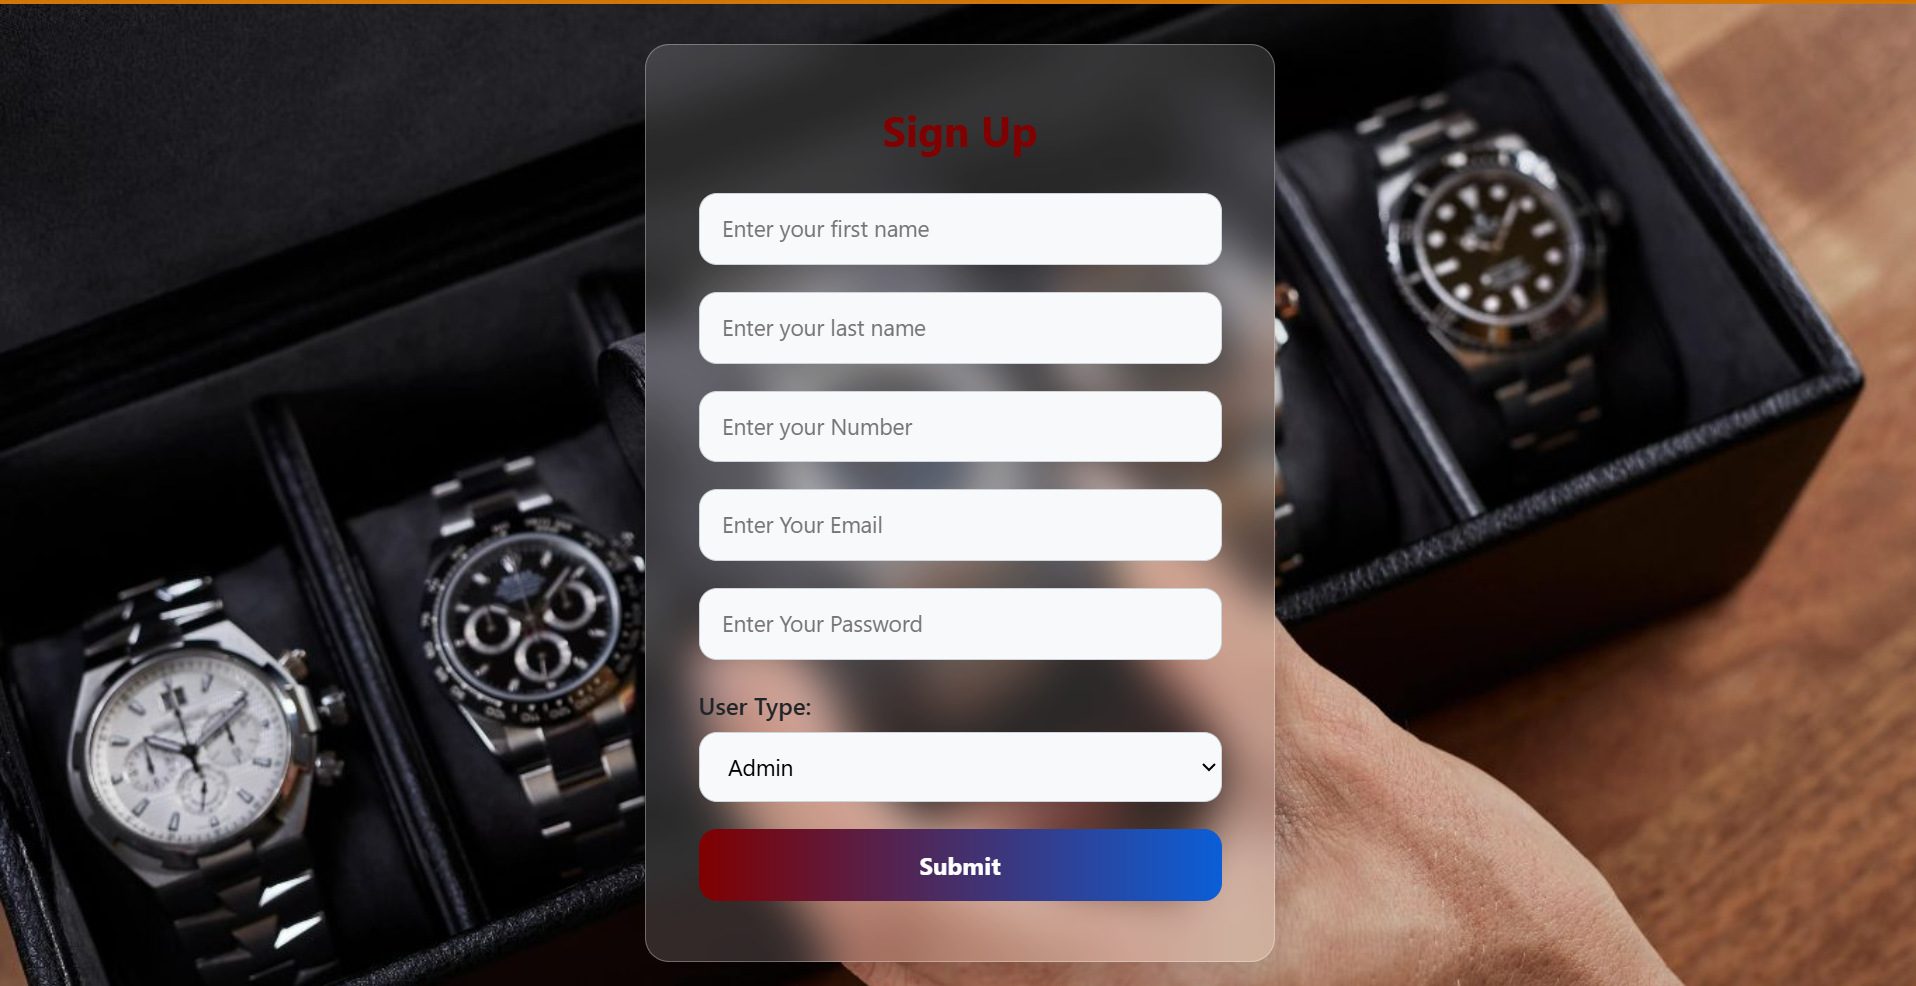 Sign Up
Enter your first name
Enter your last name
Enter your Number
Enter Your Email
Enter Your Password
User Type:
Admin
Submit